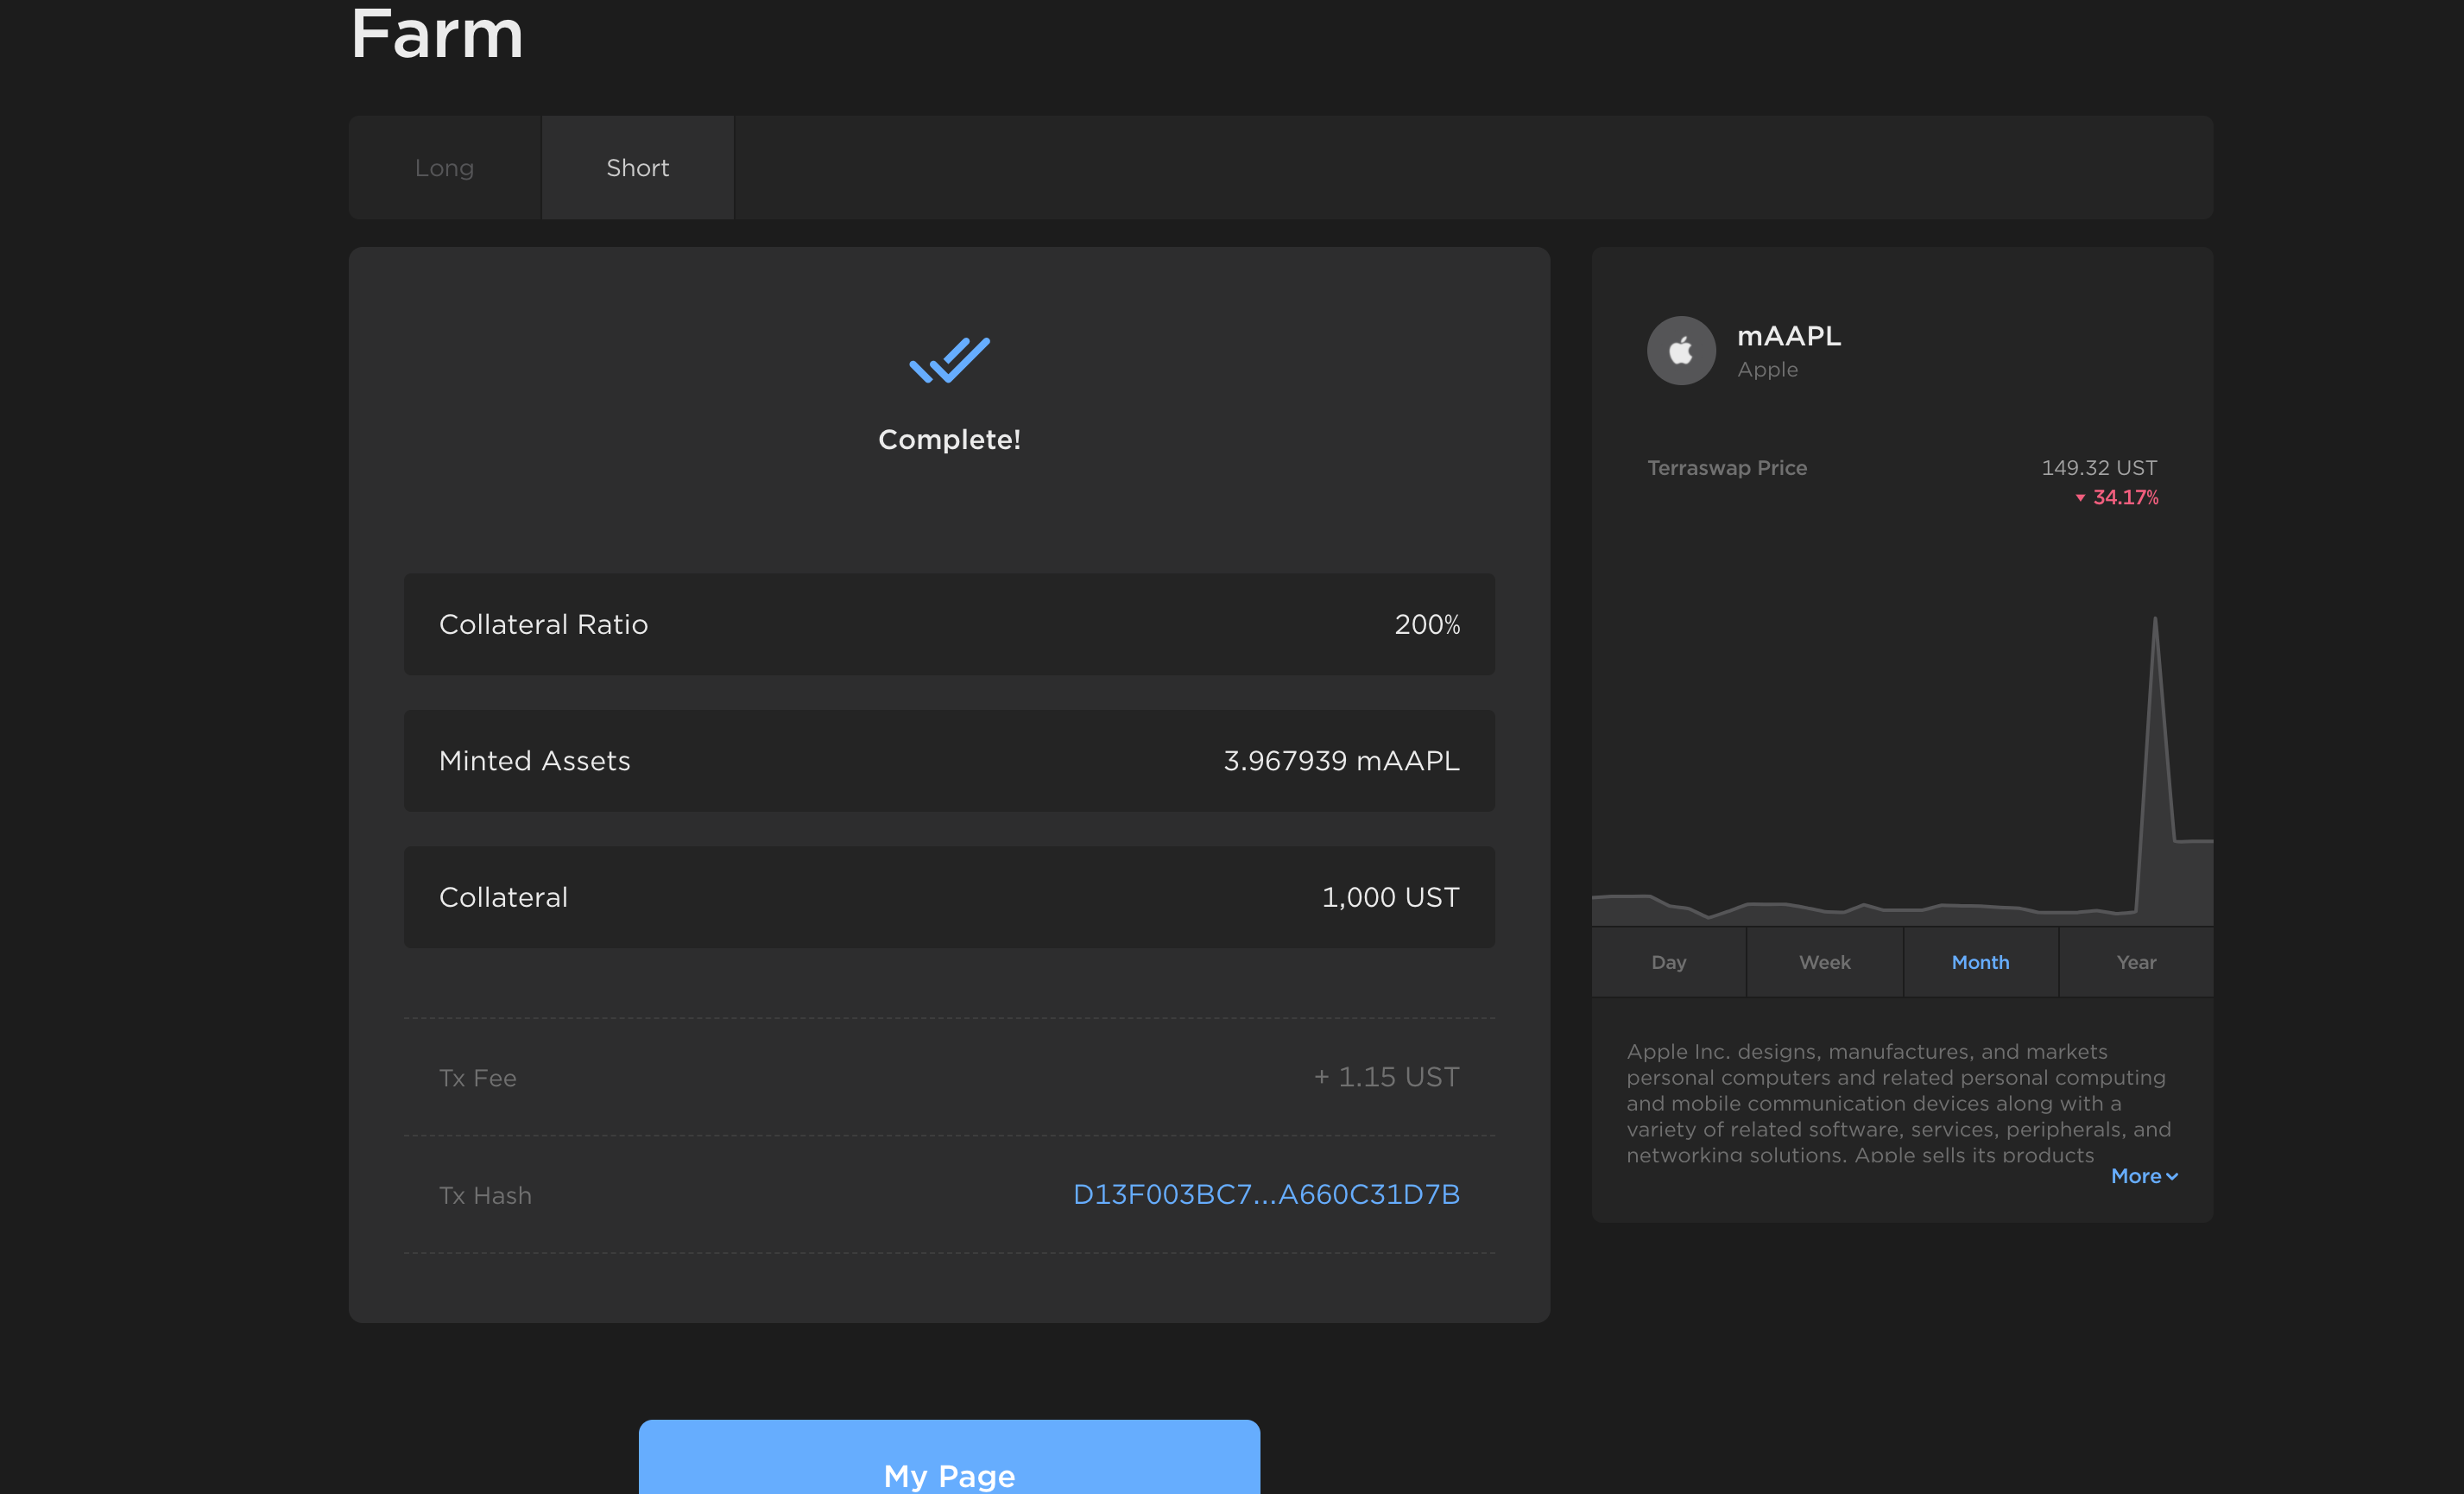 Farm
Long
Short
Complete!
Collateral Ratio
200%
Minted Assets
3.967939 mAAPL
Collateral
1,000 UST
Tx Fee
+ 1.15 UST
Tx Hash
D13F003BC7...A660C31D7B
My Page
mAAPL
Apple
Terraswap Price
149.32 UST
34.17%
Day
Week
Month
Year
Apple Inc. designs, manufactures, and markets
personal computers and related personal computing
and mobile communication devices along with a
variety of related software, services, peripherals, and
networking solutions. Apple sells its products
More